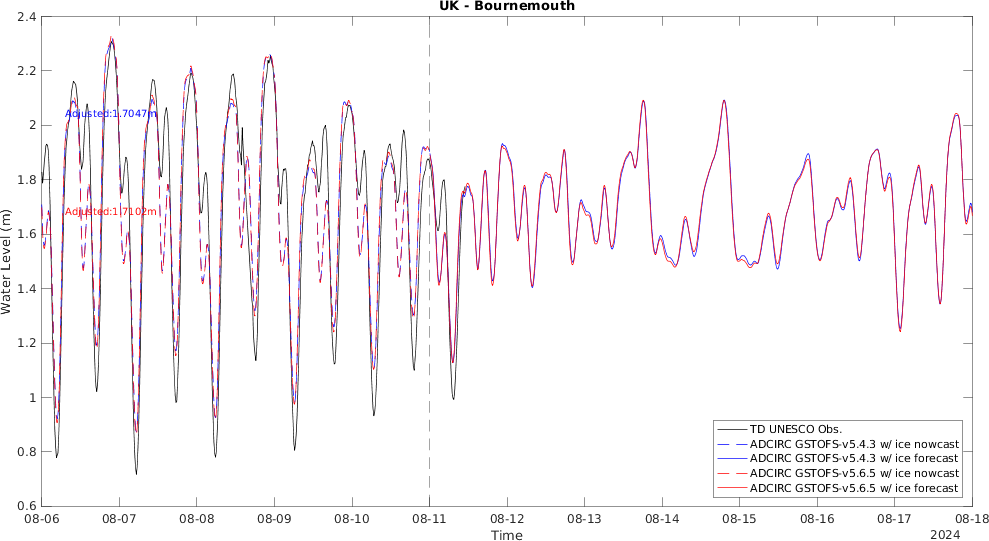 UK - Bournemouth
2.4
2.2
2
1.8
1.6
1.4
1.2
1
0.8
0.6
Water Level (m)
Adjusted:1.7047m
Adjusted:1.7102m
TD UNESCO Obs.
ADCIRC GSTOFS-v5.4.3 w/ ice nowcast
ADCIRC GSTOFS-v5.4.3 w/ ice forecast
ADCIRC GSTOFS-v5.6.5 w/ ice nowcast
ADCIRC GSTOFS-v5.6.5 w/ ice forecast
08-06 08-07 08-08 08-09 08-10 08-11 08-12 08-13 08-14 08-15 08-16 08-17 08-18
Time
2024